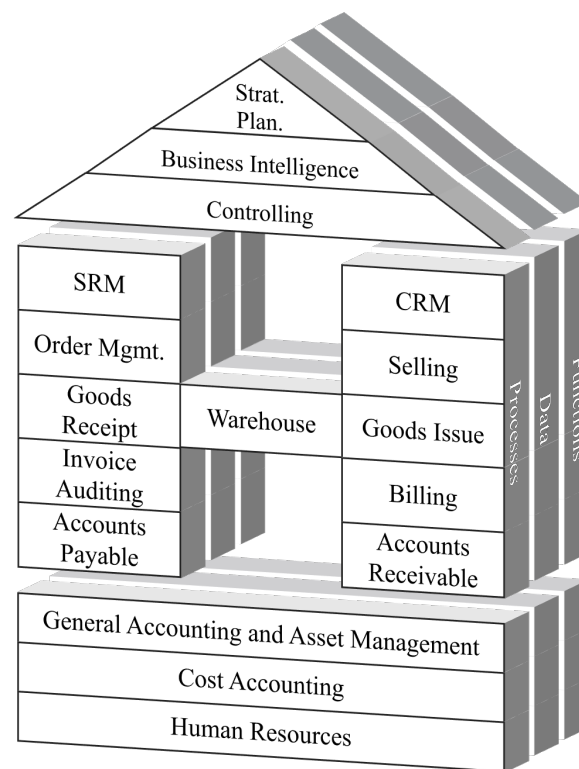 Strat.
Plan.
Business Intelligence
Controlling
SRM
Order Mgmt.
Goods
Receipt
Invoice
Auditing
Accounts
Payable
Warehouse
CRM
Selling
Goods Issue
Billing
Accounts
Receivable
Processes
Data
Functions
General Accounting and Asset Management
Cost Accounting
Human Resources